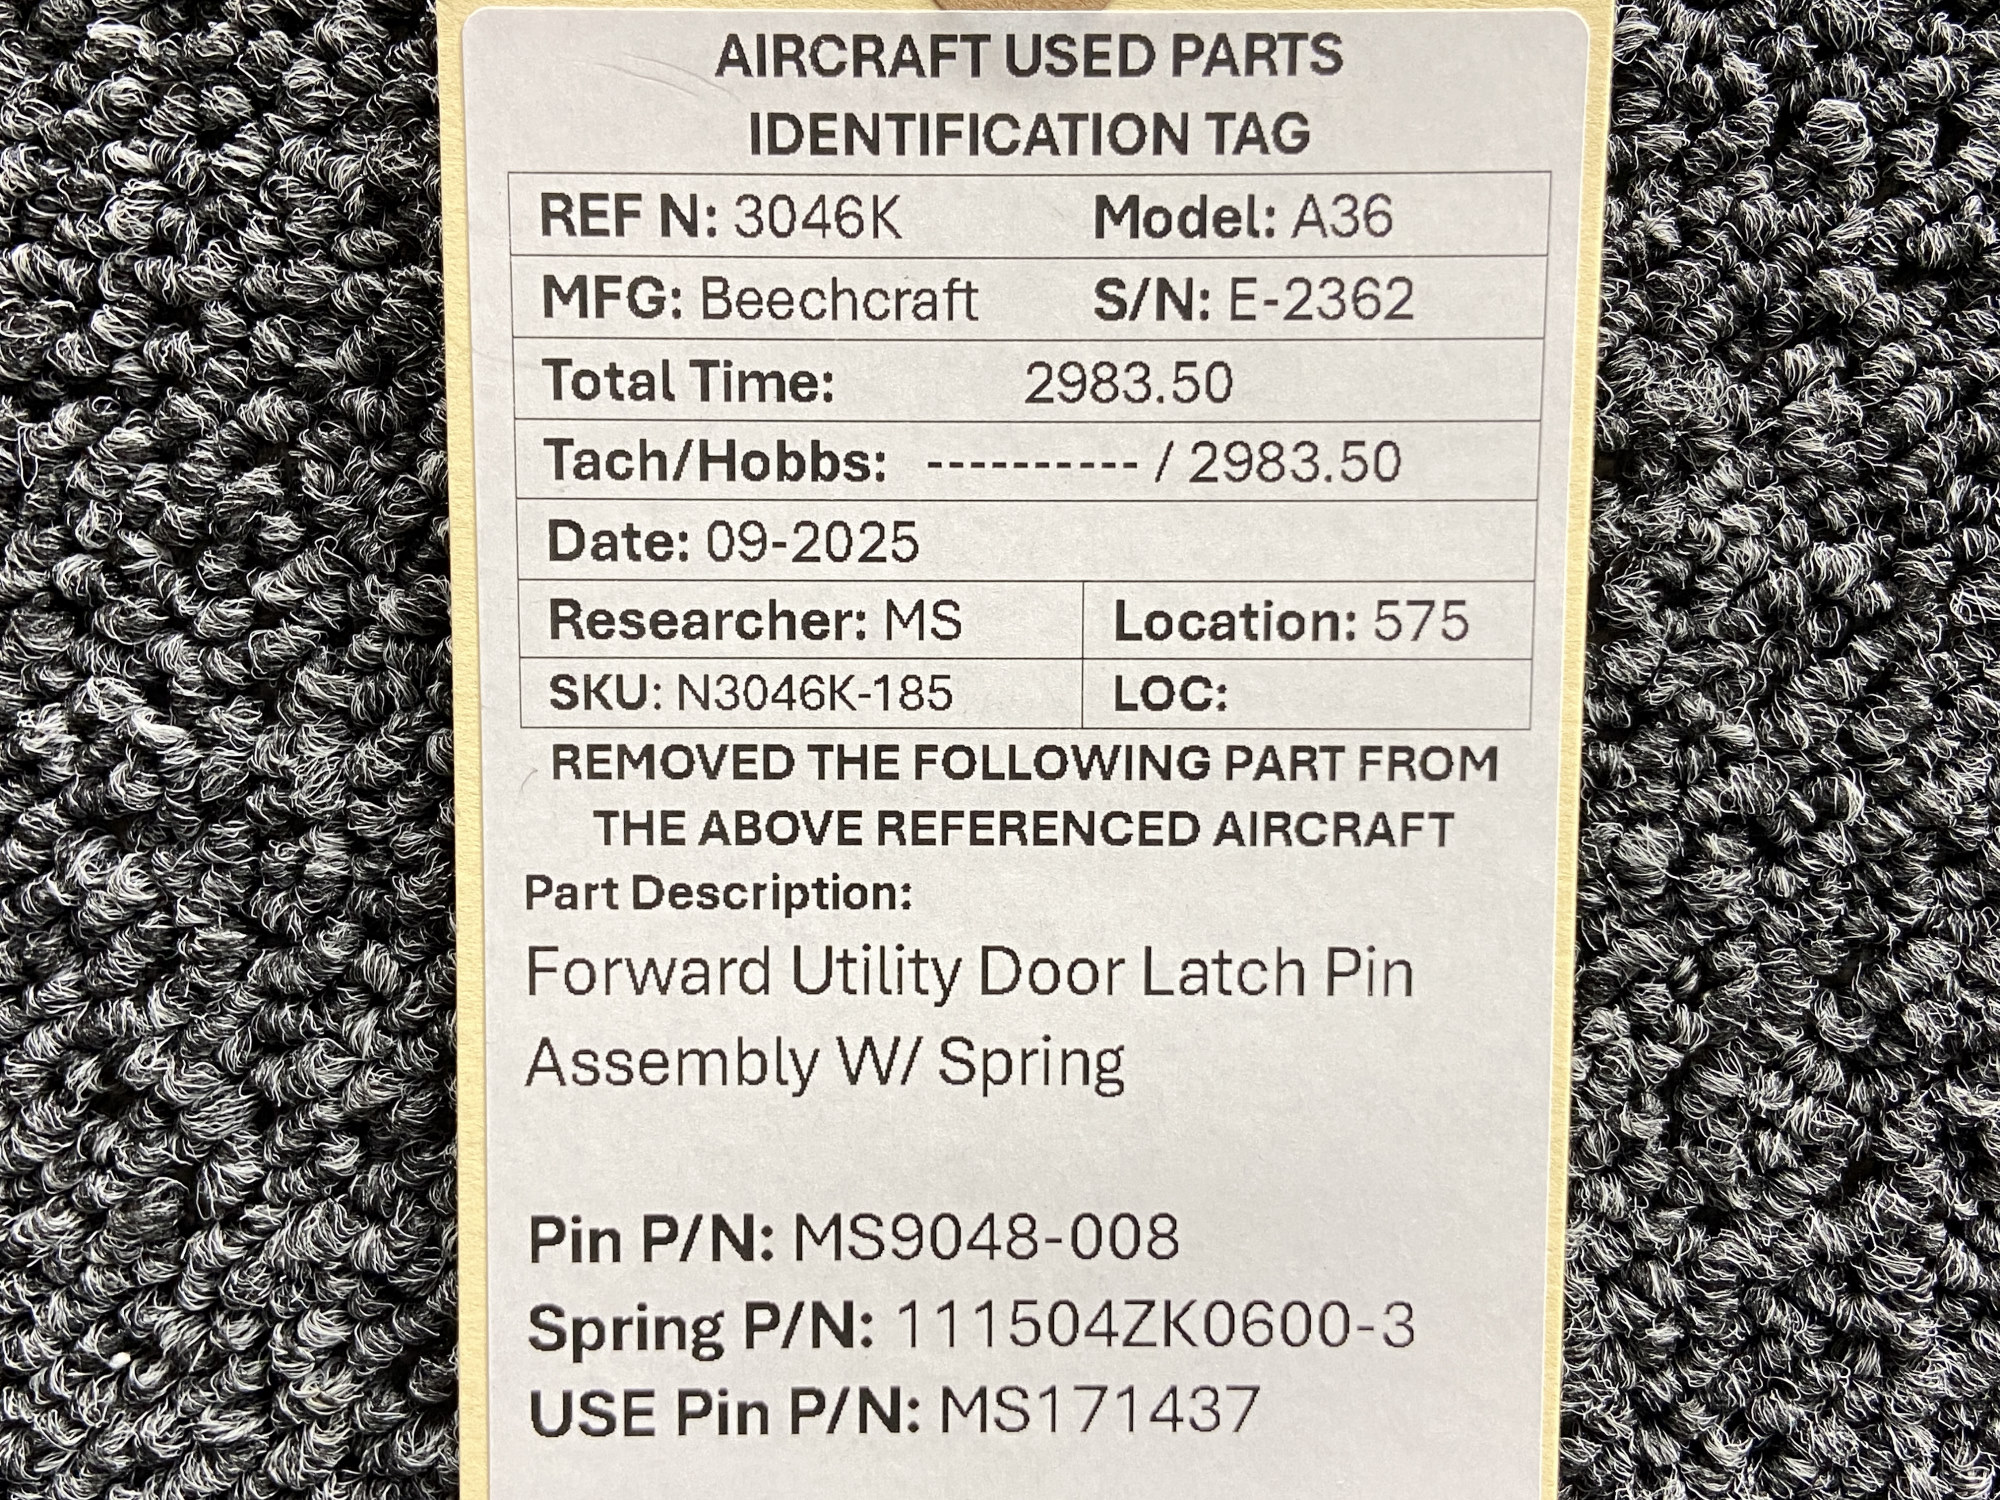 AIRCRAFT USED PARTS
IDENTIFICATION TAG
REF N: 3046K Model: A36
MFG: Beechcraft S/N: E-2362
Total Time: 2983.50
Tach/Hobbs: ---------- / 2983.50
Date: 09-2025
Researcher: MS Location: 575
SKU: N3046K-185 LOC:
REMOVED THE FOLLOWING PART FROM
THE ABOVE REFERENCED AIRCRAFT
Part Description:
Forward Utility Door Latch Pin
Assembly W/ Spring
Pin P/N: MS9048-008
Spring P/N: 111504ZK0600-3
USE Pin P/N: MS171437